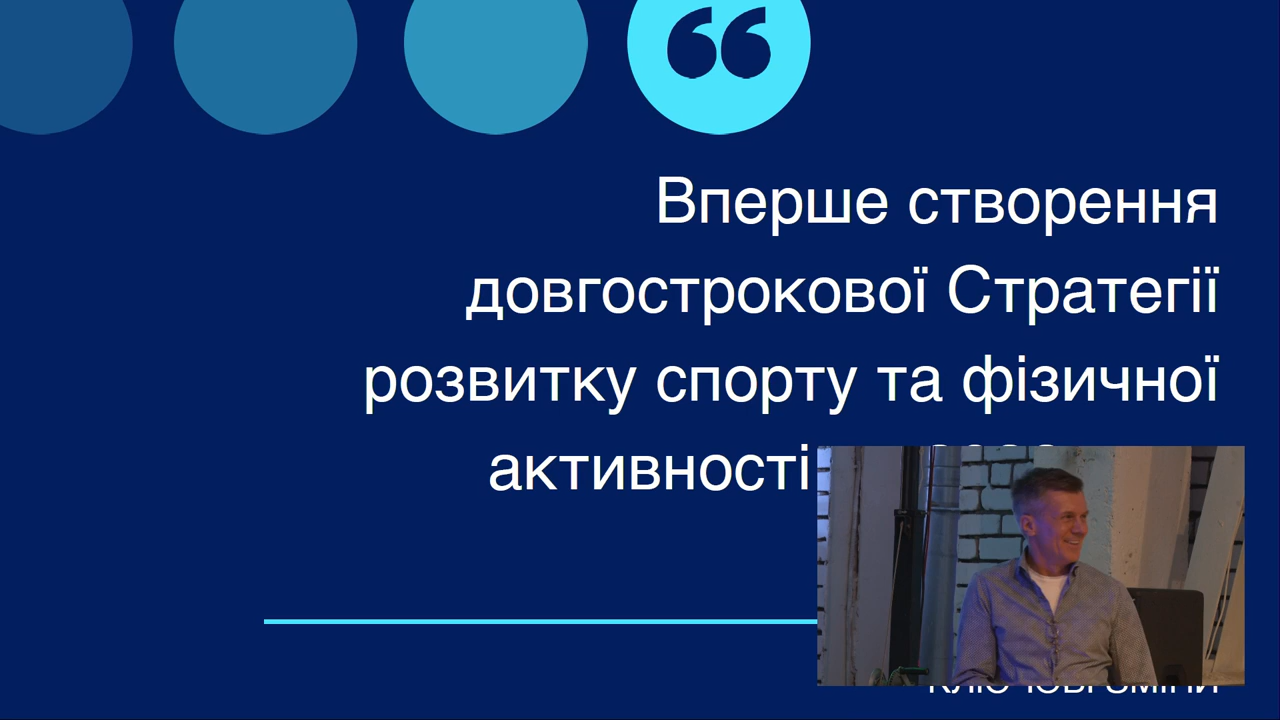 “
Вперше створення
довгострокової Стратегії
розвитку спорту та фізичної
активності